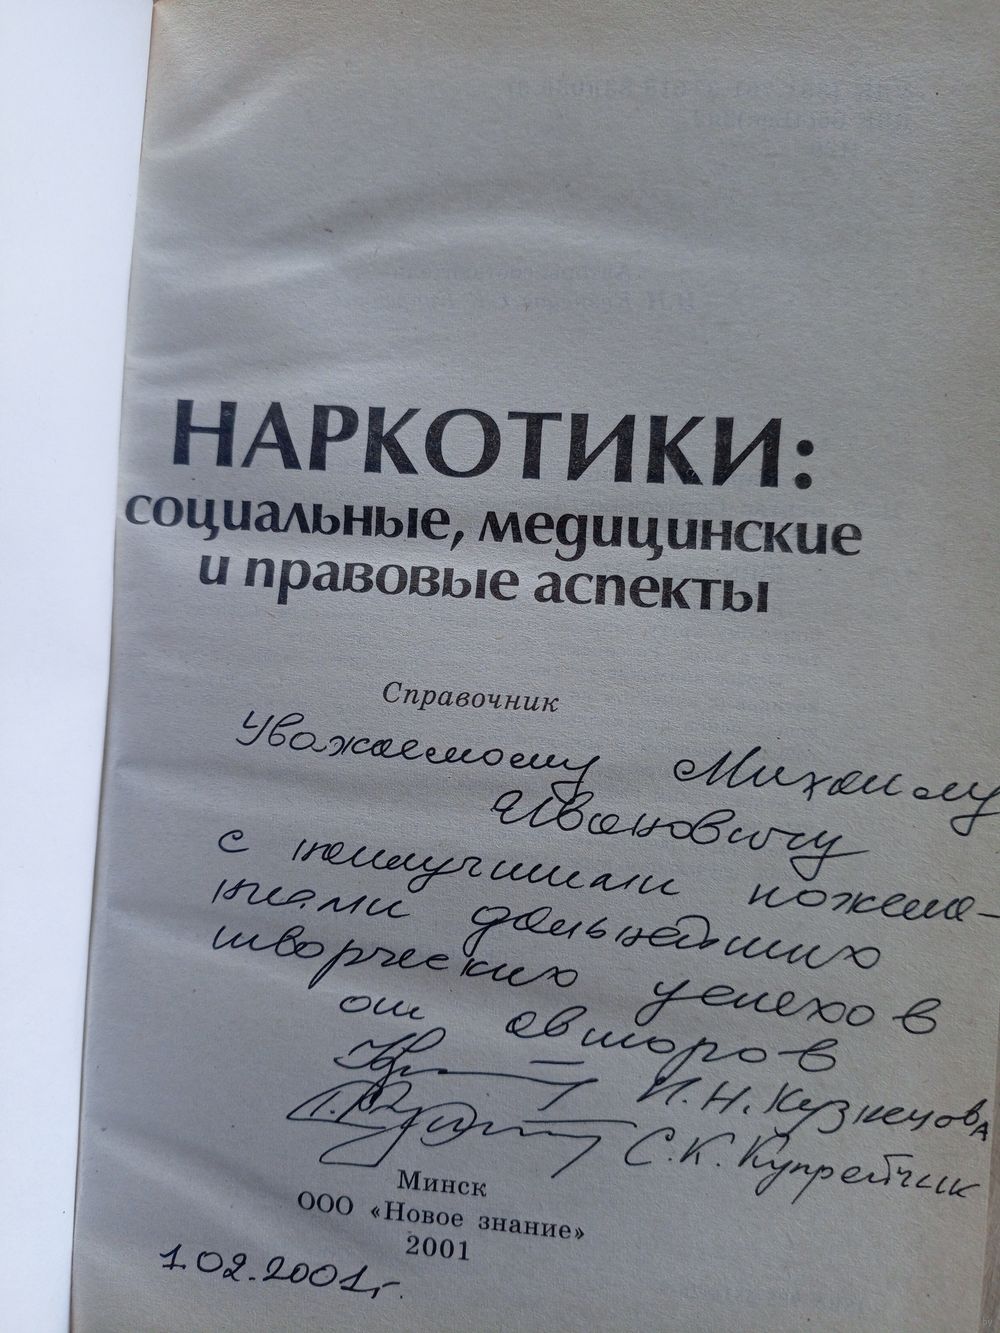 НАРКОТИКИ:
социальные, медицинские
и правовые аспекты
Справочник
Уважаемому Михаилу
Ивановичу
с наилучшими пожела-
ниями дальнейших
творческих успехов
от авторов
И.Н. Кузнецова
С.К. Купрейчик
Минск
ООО «Новое знание»
2001
1.02.2001г.